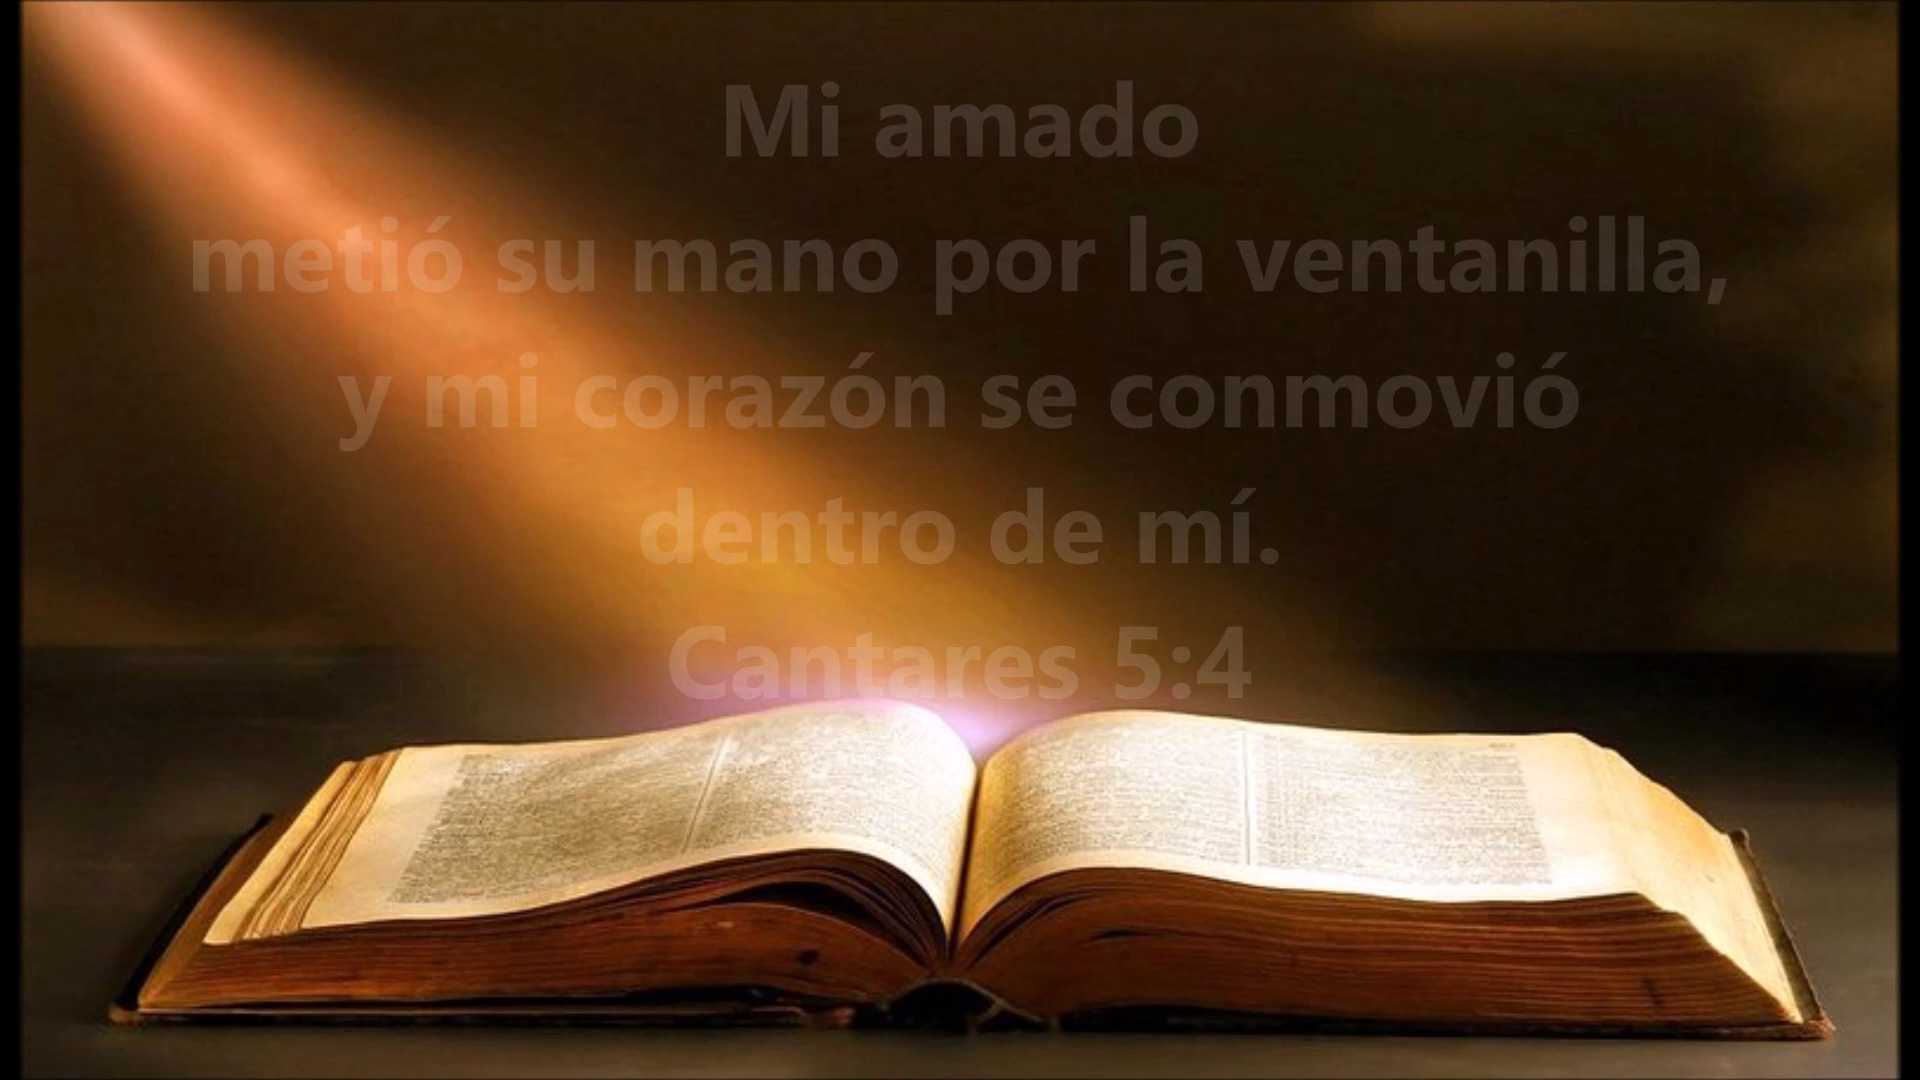 Mi amado
metió su mano por la ventanilla,
y mi corazón se conmovió
dentro de mí.
Cantares 5:4